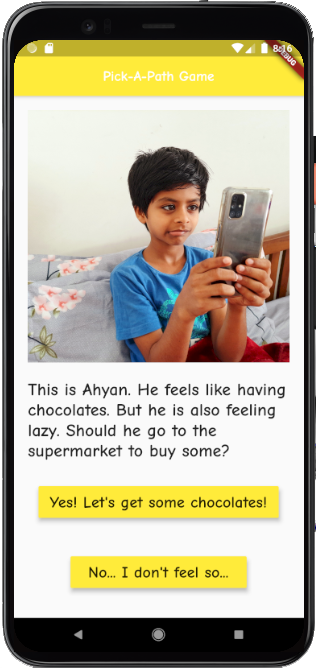 8:16
DEBUG
Pick-A-Path Game
This is Ahyan. He feels like having
chocolates. But he is also feeling
lazy. Should he go to the
supermarket to buy some?
Yes! Let's get some chocolates!
No... I don't feel so...